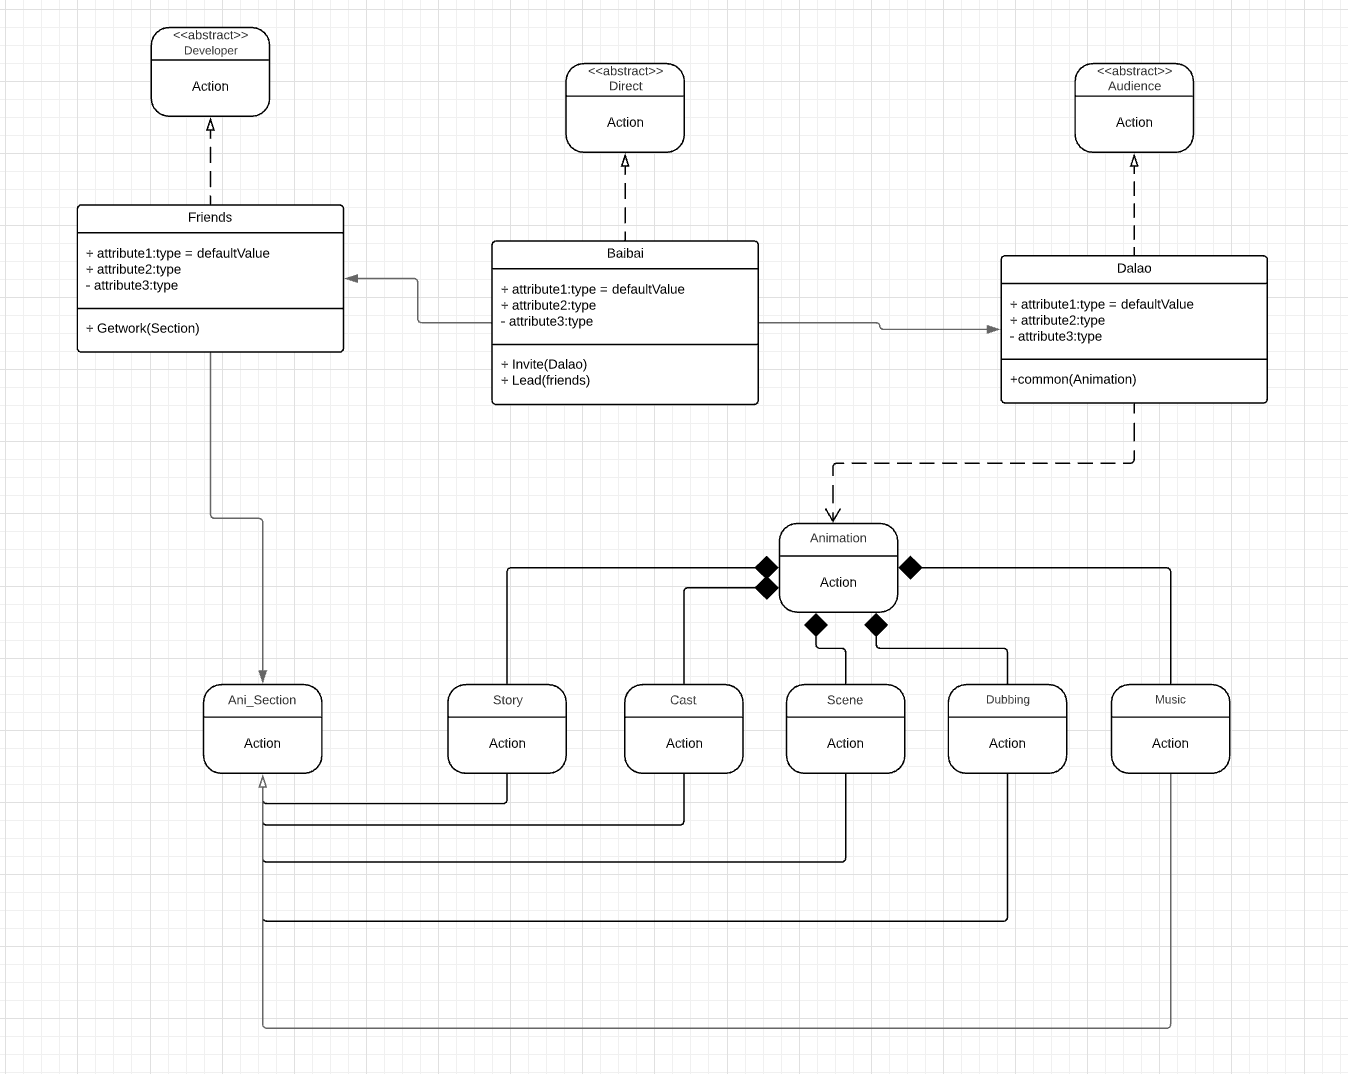 <<abstract>>
Developer
Action
<<abstract>>
Direct
Action
<<abstract>>
Audience
Action
Friends
+ attribute1:type = defaultValue
+ attribute2:type
- attribute3:type
+ Getwork(Section)
Baibai
+ attribute1:type = defaultValue
+ attribute2:type
- attribute3:type
+ Invite(Dalao)
+ Lead(friends)
Dalao
+ attribute1:type = defaultValue
+ attribute2:type
- attribute3:type
+common(Animation)
Animation
Action
Ani_Section
Action
Story
Action
Cast
Action
Scene
Action
Dubbing
Action
Music
Action